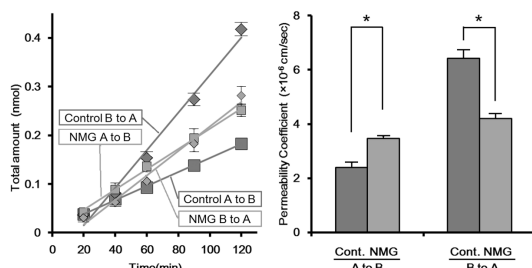 Total amount (nmol)
0.4
0.3
0.2
0.1
0
Control B to A
NMG A to B
Control A to B
NMG B to A
0 20 40 60 80 100 120
Time(min)
Permeability Coefficient (×10⁻⁶ cm/sec)
8
6
4
2
0
* *
Cont. NMG Cont. NMG
A to B B to A